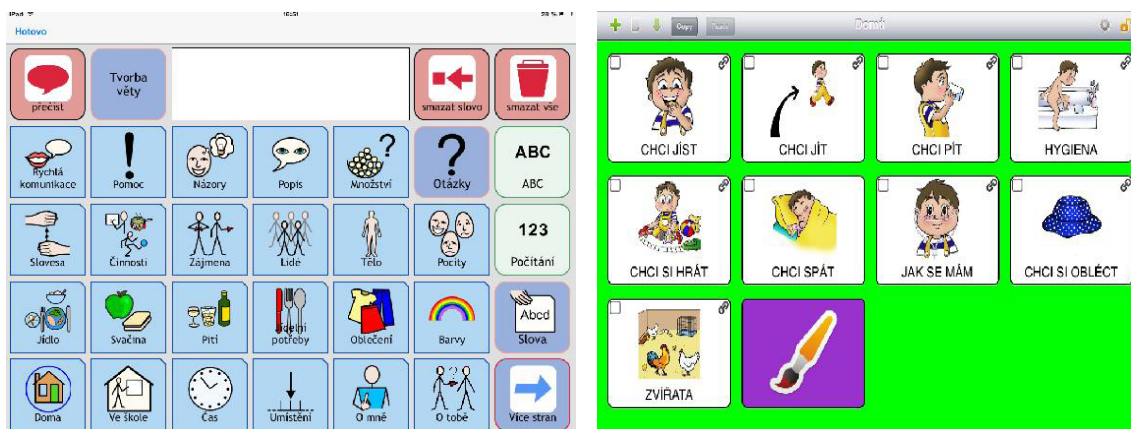 iPad
16:51
Hotovo
přečíst
Tvorba
věty
smazat slovo
smazat vše
Rychlá
komunikace
Pomoc
Názory
Popis
Množství
Otázky
ABC
ABC
Slovesa
Činnosti
Zájmena
Lidé
Tělo
Pocity
123
Počítání
Jídlo
Svačina
Pití
Jídelní
potřeby
Oblečení
Barvy
Abcd
Slova
Doma
Ve škole
Čas
Umístění
O mně
O tobě
Více stran
Copy
Paste
Domů
CHCI JÍST
CHCI JÍT
CHCI PÍT
HYGIENA
CHCI SI HRÁT
CHCI SPÁT
JAK SE MÁM
CHCI SI OBLÉCT
ZVÍŘATA